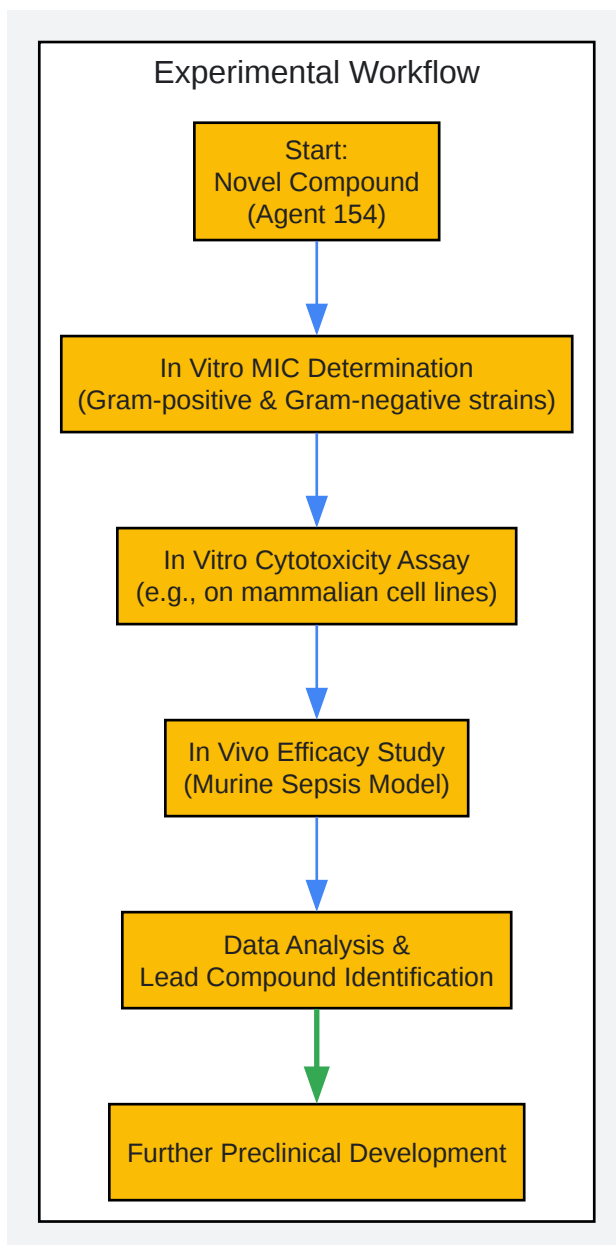 Experimental Workflow
Start:
Novel Compound
(Agent 154)
In Vitro MIC Determination
(Gram-positive & Gram-negative strains)
In Vitro Cytotoxicity Assay
(e.g., on mammalian cell lines)
In Vivo Efficacy Study
(Murine Sepsis Model)
Data Analysis &
Lead Compound Identification
Further Preclinical Development